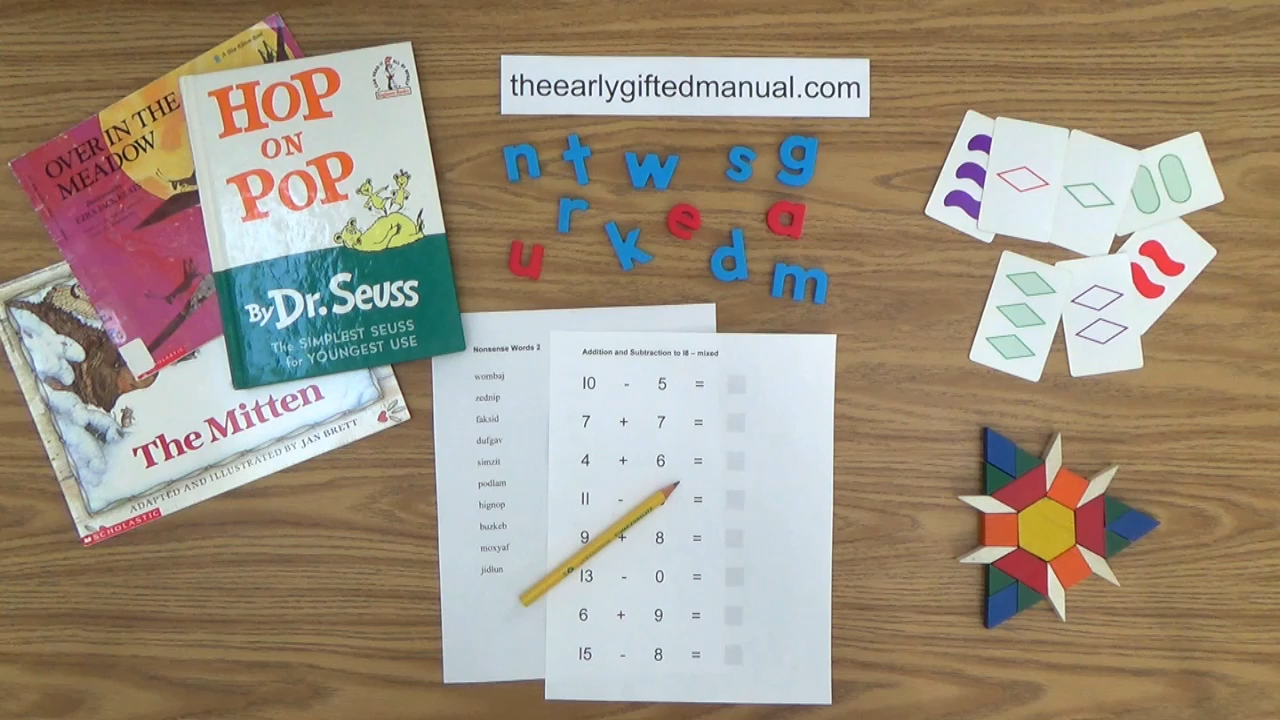 theearlygiftedmanual.com
OVER IN THE
MEADOW
HOP
ON
POP
By Dr. Seuss
The SIMPLEST SEUSS
for YOUNGEST USE
The Mitten
ADAPTED AND ILLUSTRATED BY JAN BRETT
SCHOLASTIC
n t w s g
r k e a
u d m
Nonsense Words 2
wombaj
zednip
faksid
dufgav
simzit
podlam
hignop
buzkeb
moxyaf
jidlun
Addition and Subtraction to 18 – mixed
10 - 5 =
7 + 7 =
4 + 6 =
11 - =
9 + 8 =
13 - 0 =
6 + 9 =
15 - 8 =